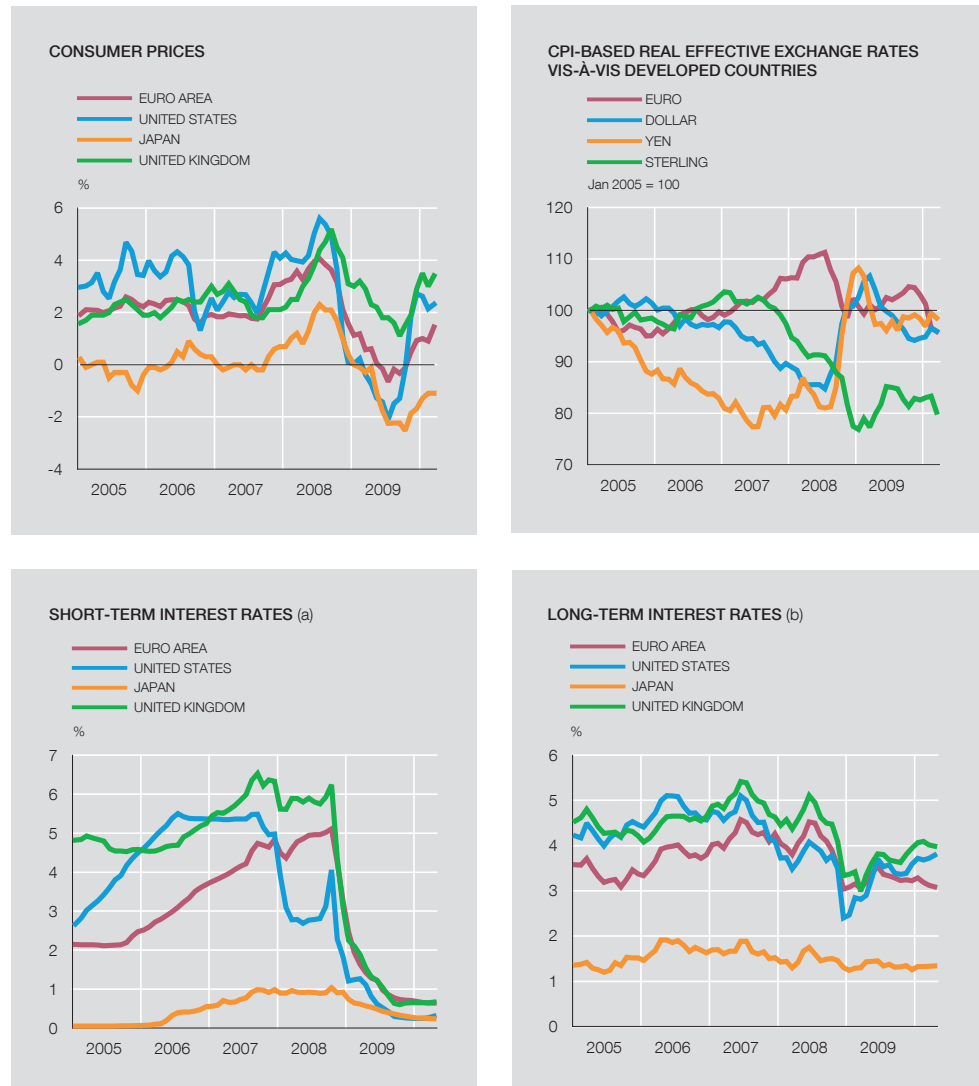 CONSUMER PRICES
EURO AREA
UNITED STATES
JAPAN
UNITED KINGDOM
%
6
4
2
0
-2
-4
2005 2006 2007 2008 2009
CPI-BASED REAL EFFECTIVE EXCHANGE RATES
VIS-À-VIS DEVELOPED COUNTRIES
EURO
DOLLAR
YEN
STERLING
Jan 2005 = 100
120
110
100
90
80
70
2005 2006 2007 2008 2009
SHORT-TERM INTEREST RATES (a)
EURO AREA
UNITED STATES
JAPAN
UNITED KINGDOM
%
7
6
5
4
3
2
1
0
2005 2006 2007 2008 2009
LONG-TERM INTEREST RATES (b)
EURO AREA
UNITED STATES
JAPAN
UNITED KINGDOM
%
6
5
4
3
2
1
0
2005 2006 2007 2008 2009